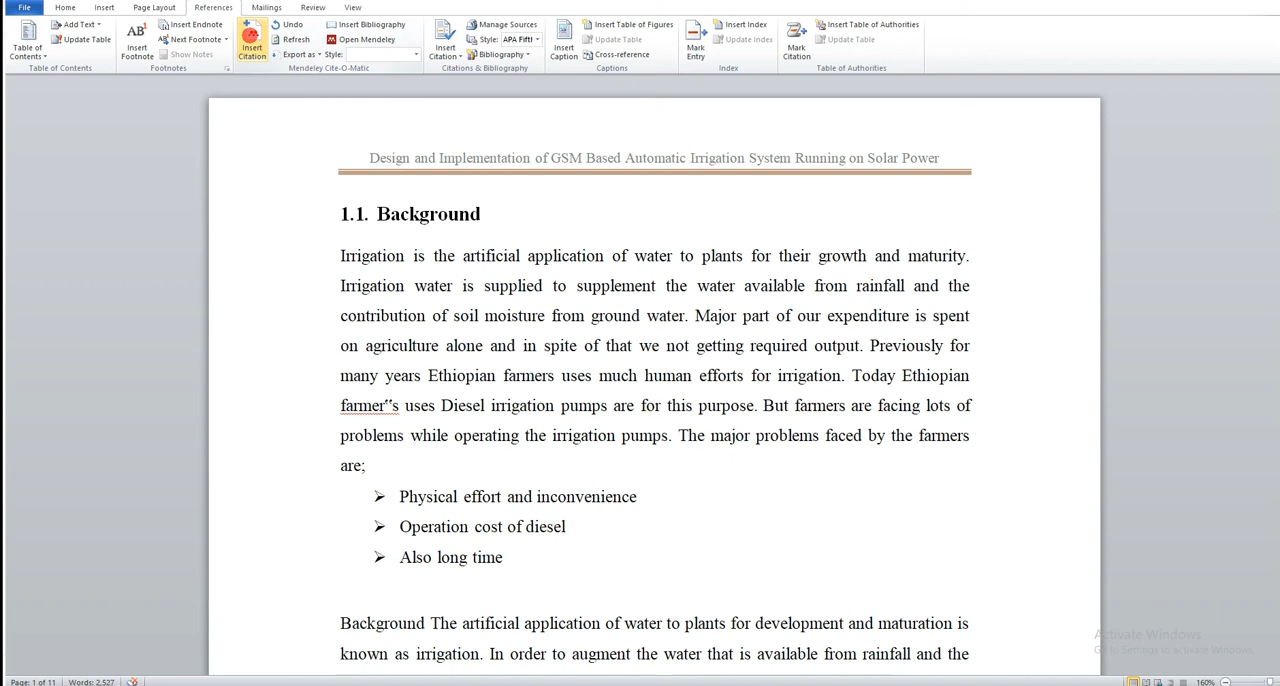 File Home Insert Page Layout References Mailings Review View
Table of Contents
Add Text
Update Table
Table of Contents
AB¹ Insert Footnote
Insert Endnote
Next Footnote
Show Notes
Footnotes
Insert Citation
Undo
Refresh
Export as
Insert Bibliography
Open Mendeley
Style:
Mendeley Cite-O-Matic
Insert Citation
Manage Sources
Style: APA Fifth
Bibliography
Citations & Bibliography
Insert Caption
Insert Table of Figures
Update Table
Cross-reference
Captions
Mark Entry
Insert Index
Update Index
Index
Mark Citation
Insert Table of Authorities
Update Table
Table of Authorities
Design and Implementation of GSM Based Automatic Irrigation System Running on Solar Power
1.1. Background
Irrigation is the artificial application of water to plants for their growth and maturity.
Irrigation water is supplied to supplement the water available from rainfall and the
contribution of soil moisture from ground water. Major part of our expenditure is spent
on agriculture alone and in spite of that we not getting required output. Previously for
many years Ethiopian farmers uses much human efforts for irrigation. Today Ethiopian
farmer‟s uses Diesel irrigation pumps are for this purpose. But farmers are facing lots of
problems while operating the irrigation pumps. The major problems faced by the farmers
are;
➢ Physical effort and inconvenience
➢ Operation cost of diesel
➢ Also long time
Background The artificial application of water to plants for development and maturation is
known as irrigation. In order to augment the water that is available from rainfall and the
Activate Windows
Go to Settings to activate Windows.
Page: 1 of 11 Words: 2,527
160%